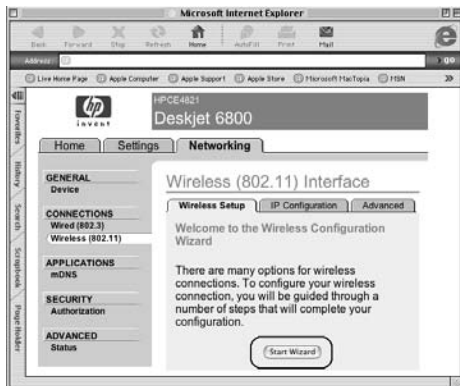 Microsoft Internet Explorer
Back Forward Stop Refresh Home AutoFill Print Mail
Address: go
Live Home Page Apple Computer Apple Support Apple Store Microsoft MacTopia MSN
Favorites
History
Search
Scrapbook
Page Holder
hp
invent
HPCE4821
Deskjet 6800
Home Settings Networking
GENERAL
Device
CONNECTIONS
Wired (802.3)
Wireless (802.11)
APPLICATIONS
mDNS
SECURITY
Authorization
ADVANCED
Status
Wireless (802.11) Interface
Wireless Setup IP Configuration Advanced
Welcome to the Wireless Configuration
Wizard
There are many options for wireless
connections. To configure your wireless
connection, you will be guided through a
number of steps that will complete your
configuration.
Start Wizard